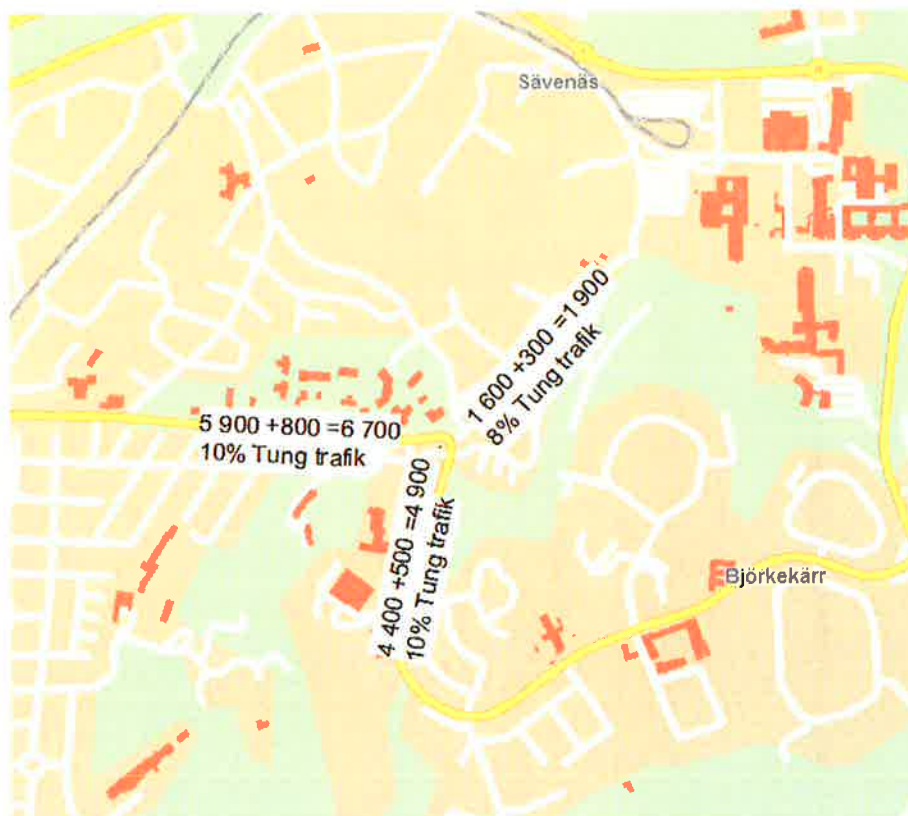 Sävenäs
1 600 +300 =1 900
8% Tung trafik
5 900 +800 =6 700
10% Tung trafik
4 400 +500 =4 900
10% Tung trafik
Björkekärr